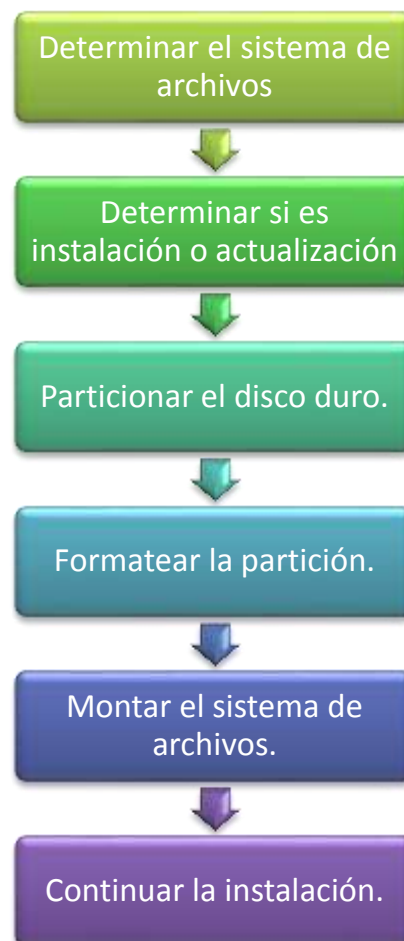 Determinar el sistema de
archivos
Determinar si es
instalación o actualización
Particionar el disco duro.
Formatear la partición.
Montar el sistema de
archivos.
Continuar la instalación.